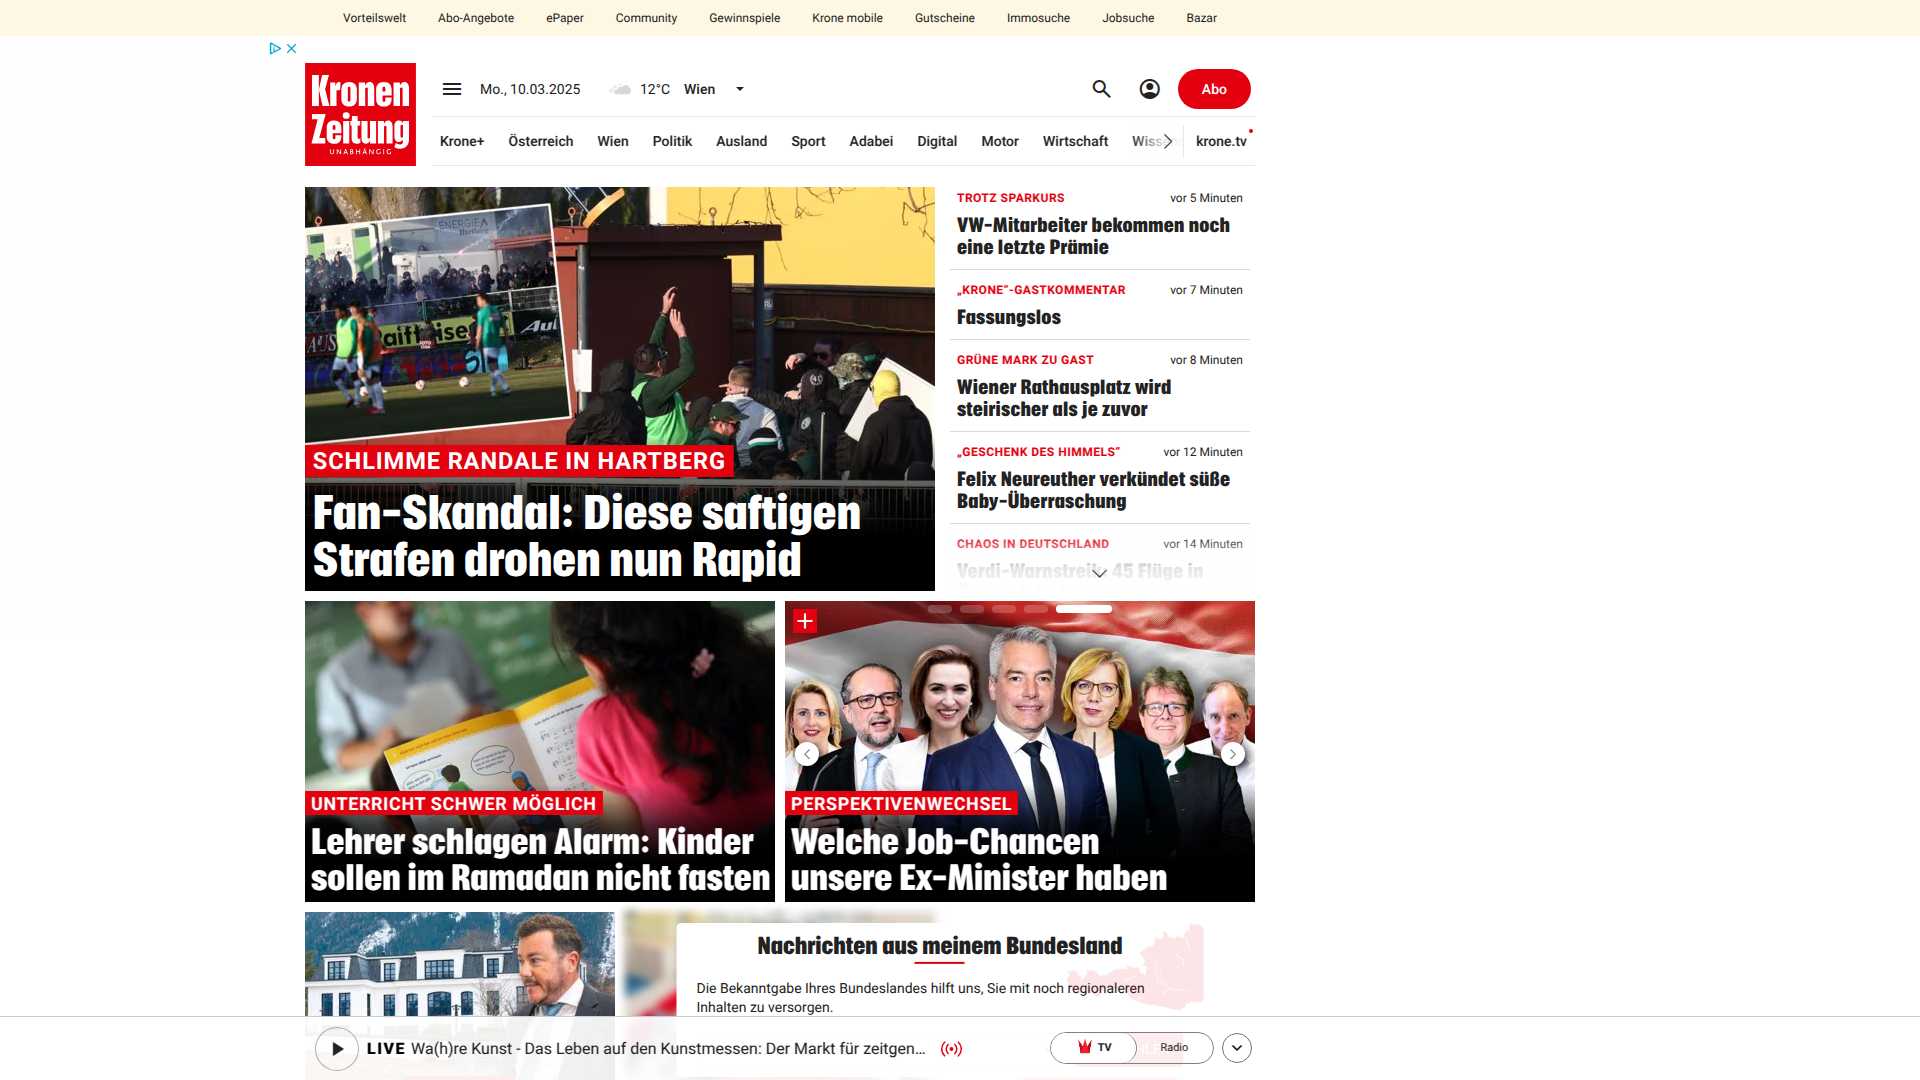 Vorteilswelt Abo-Angebote ePaper Community Gewinnspiele Krone mobile Gutscheine Immosuche Jobsuche Bazar
Kronen
Zeitung
UNABHÄNGIG
Mo., 10.03.2025 12°C Wien
Abo
Krone+ Österreich Wien Politik Ausland Sport Adabei Digital Motor Wirtschaft Wiss krone.tv
ENERGIE
Hartberg
SCHLIMME RANDALE IN HARTBERG
Fan-Skandal: Diese saftigen
Strafen drohen nun Rapid
TROTZ SPARKURS vor 5 Minuten
VW-Mitarbeiter bekommen noch
eine letzte Prämie
„KRONE“-GASTKOMMENTAR vor 7 Minuten
Fassungslos
GRÜNE MARK ZU GAST vor 8 Minuten
Wiener Rathausplatz wird
steirischer als je zuvor
„GESCHENK DES HIMMELS“ vor 12 Minuten
Felix Neureuther verkündet süße
Baby-Überraschung
CHAOS IN DEUTSCHLAND vor 14 Minuten
Verdi-Warnstreik: 45 Flüge in
UNTERRICHT SCHWER MÖGLICH
Lehrer schlagen Alarm: Kinder
sollen im Ramadan nicht fasten
PERSPEKTIVENWECHSEL
Welche Job-Chancen
unsere Ex-Minister haben
Nachrichten aus meinem Bundesland
Die Bekanntgabe Ihres Bundeslandes hilft uns, Sie mit noch regionaleren
Inhalten zu versorgen.
LIVE Wa(h)re Kunst - Das Leben auf den Kunstmessen: Der Markt für zeitgen...
TV Radio